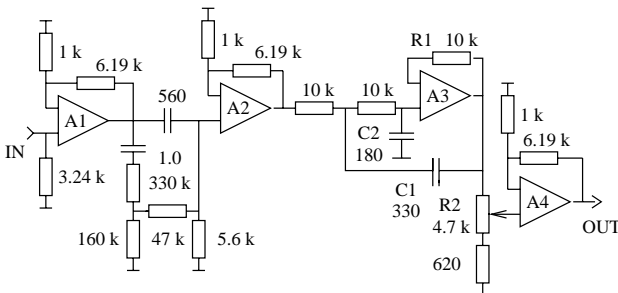 1 k
6.19 k
A1
IN
3.24 k
560
1.0
330 k
160 k
47 k
5.6 k
1 k
6.19 k
A2
10 k
10 k
C2
180
R1
10 k
A3
C1
330
R2
4.7 k
620
1 k
6.19 k
A4
OUT